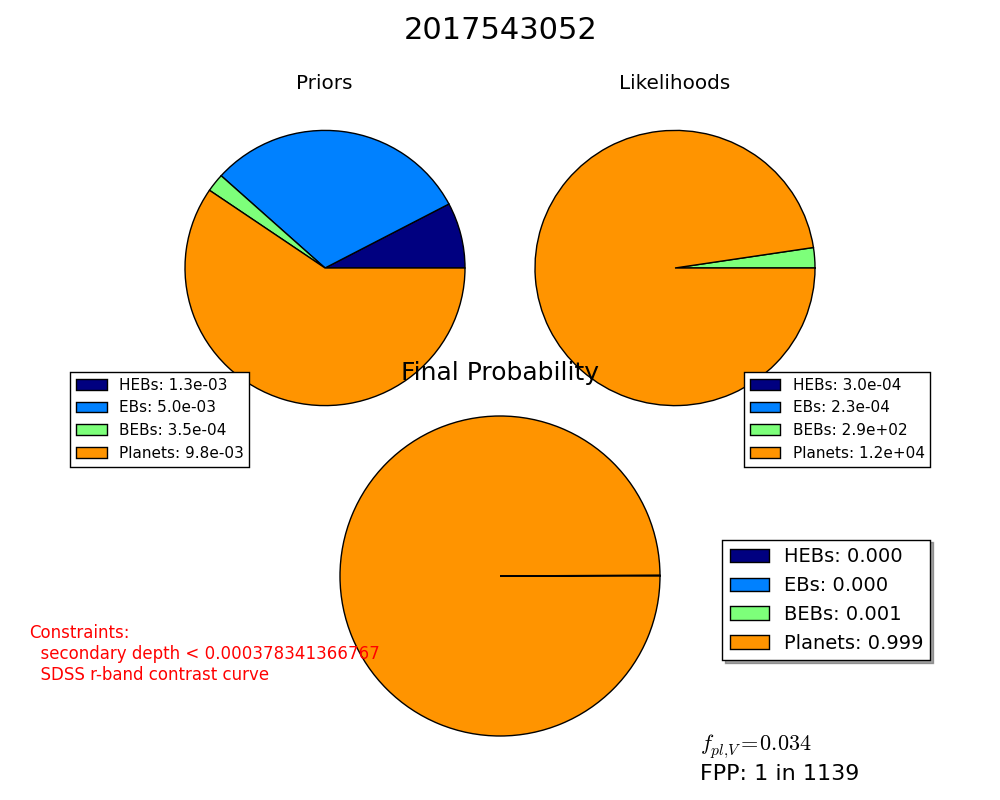 2017543052
Priors
Likelihoods
HEBs: 1.3e-03
EBs: 5.0e-03
BEBs: 3.5e-04
Planets: 9.8e-03
Final Probability
HEBs: 3.0e-04
EBs: 2.3e-04
BEBs: 2.9e+02
Planets: 1.2e+04
HEBs: 0.000
EBs: 0.000
BEBs: 0.001
Planets: 0.999
Constraints:
secondary depth < 0.000378341366767
SDSS r-band contrast curve
f_{pl,V} = 0.034
FPP: 1 in 1139